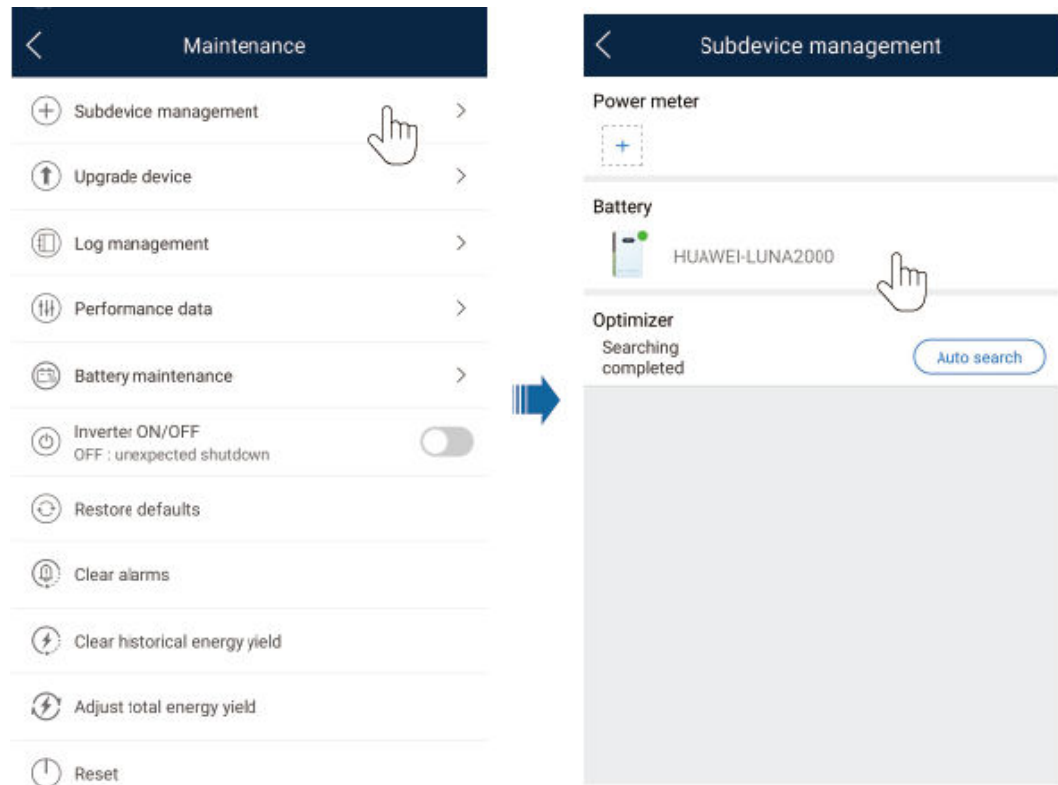 Maintenance
Subdevice management
Upgrade device
Log management
Performance data
Battery maintenance
Inverter ON/OFF
OFF : unexpected shutdown
Restore defaults
Clear alarms
Clear historical energy yield
Adjust total energy yield
Reset
Subdevice management
Power meter
+
Battery
HUAWEI-LUNA2000
Optimizer
Searching
completed
Auto search